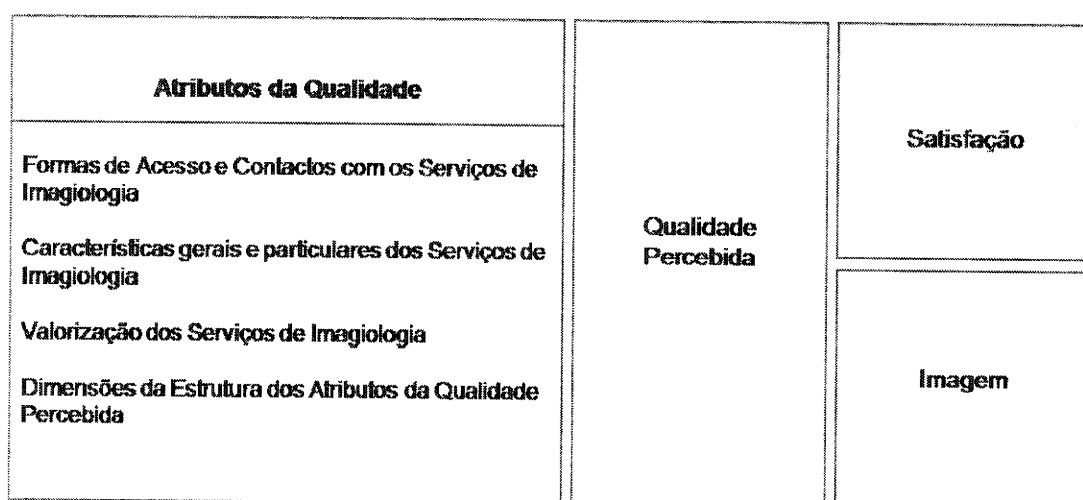 Atributos da Qualidade
Formas de Acesso e Contactos com os Serviços de
Imagiologia
Características gerais e particulares dos Serviços de
Imagiologia
Valorização dos Serviços de Imagiologia
Dimensões da Estrutura dos Atributos da Qualidade
Percebida
Qualidade
Percebida
Satisfação
Imagem